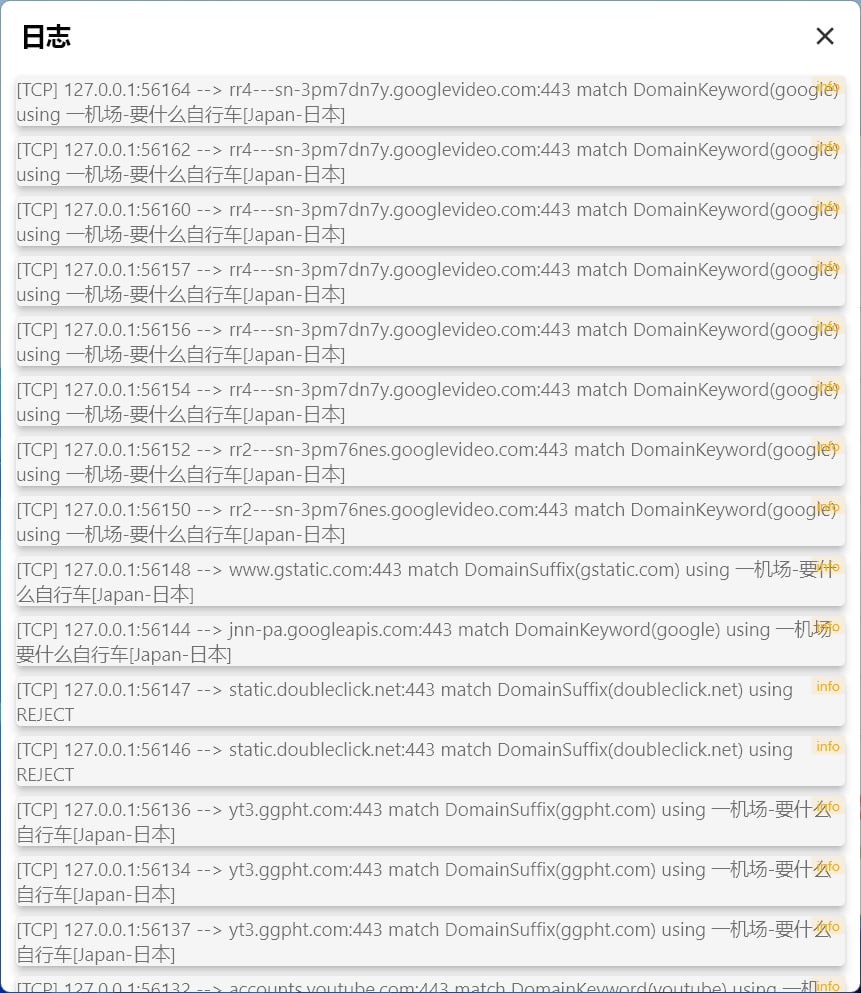 日志
[TCP] 127.0.0.1:56164 --> rr4---sn-3pm7dn7y.googlevideo.com:443 match DomainKeyword(google) info
using 一机场-要什么自行车[Japan-日本]
[TCP] 127.0.0.1:56162 --> rr4---sn-3pm7dn7y.googlevideo.com:443 match DomainKeyword(google) info
using 一机场-要什么自行车[Japan-日本]
[TCP] 127.0.0.1:56160 --> rr4---sn-3pm7dn7y.googlevideo.com:443 match DomainKeyword(google) info
using 一机场-要什么自行车[Japan-日本]
[TCP] 127.0.0.1:56157 --> rr4---sn-3pm7dn7y.googlevideo.com:443 match DomainKeyword(google) info
using 一机场-要什么自行车[Japan-日本]
[TCP] 127.0.0.1:56156 --> rr4---sn-3pm7dn7y.googlevideo.com:443 match DomainKeyword(google) info
using 一机场-要什么自行车[Japan-日本]
[TCP] 127.0.0.1:56154 --> rr4---sn-3pm7dn7y.googlevideo.com:443 match DomainKeyword(google) info
using 一机场-要什么自行车[Japan-日本]
[TCP] 127.0.0.1:56152 --> rr2---sn-3pm76nes.googlevideo.com:443 match DomainKeyword(google) info
using 一机场-要什么自行车[Japan-日本]
[TCP] 127.0.0.1:56150 --> rr2---sn-3pm76nes.googlevideo.com:443 match DomainKeyword(google) info
using 一机场-要什么自行车[Japan-日本]
[TCP] 127.0.0.1:56148 --> www.gstatic.com:443 match DomainSuffix(gstatic.com) using 一机场-要什 info
么自行车[Japan-日本]
[TCP] 127.0.0.1:56144 --> jnn-pa.googleapis.com:443 match DomainKeyword(google) using 一机场 info
要什么自行车[Japan-日本]
[TCP] 127.0.0.1:56147 --> static.doubleclick.net:443 match DomainSuffix(doubleclick.net) using info
REJECT
[TCP] 127.0.0.1:56146 --> static.doubleclick.net:443 match DomainSuffix(doubleclick.net) using info
REJECT
[TCP] 127.0.0.1:56136 --> yt3.ggpht.com:443 match DomainSuffix(ggpht.com) using 一机场-要什么 info
自行车[Japan-日本]
[TCP] 127.0.0.1:56134 --> yt3.ggpht.com:443 match DomainSuffix(ggpht.com) using 一机场-要什么 info
自行车[Japan-日本]
[TCP] 127.0.0.1:56137 --> yt3.ggpht.com:443 match DomainSuffix(ggpht.com) using 一机场-要什么 info
自行车[Japan-日本]
[TCP] 127.0.0.1:56132 --> accounts.youtube.com:443 match DomainKeyword(youtube) using 一机 info